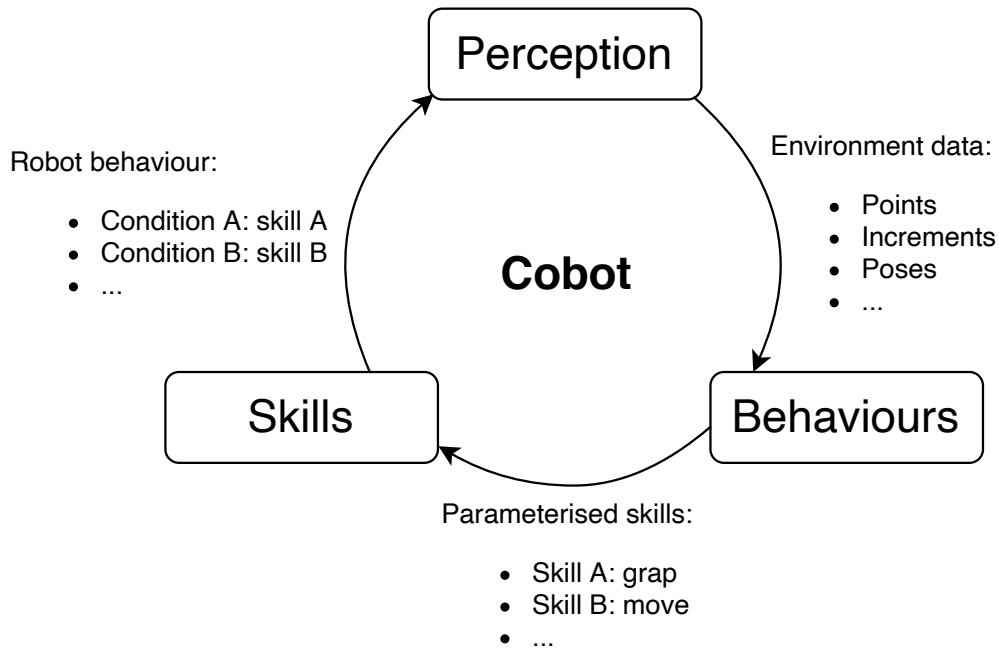 Perception
Robot behaviour:
• Condition A: skill A
• Condition B: skill B
• ...
Environment data:
• Points
• Increments
• Poses
• ...
Cobot
Skills
Behaviours
Parameterised skills:
• Skill A: grap
• Skill B: move
• ...